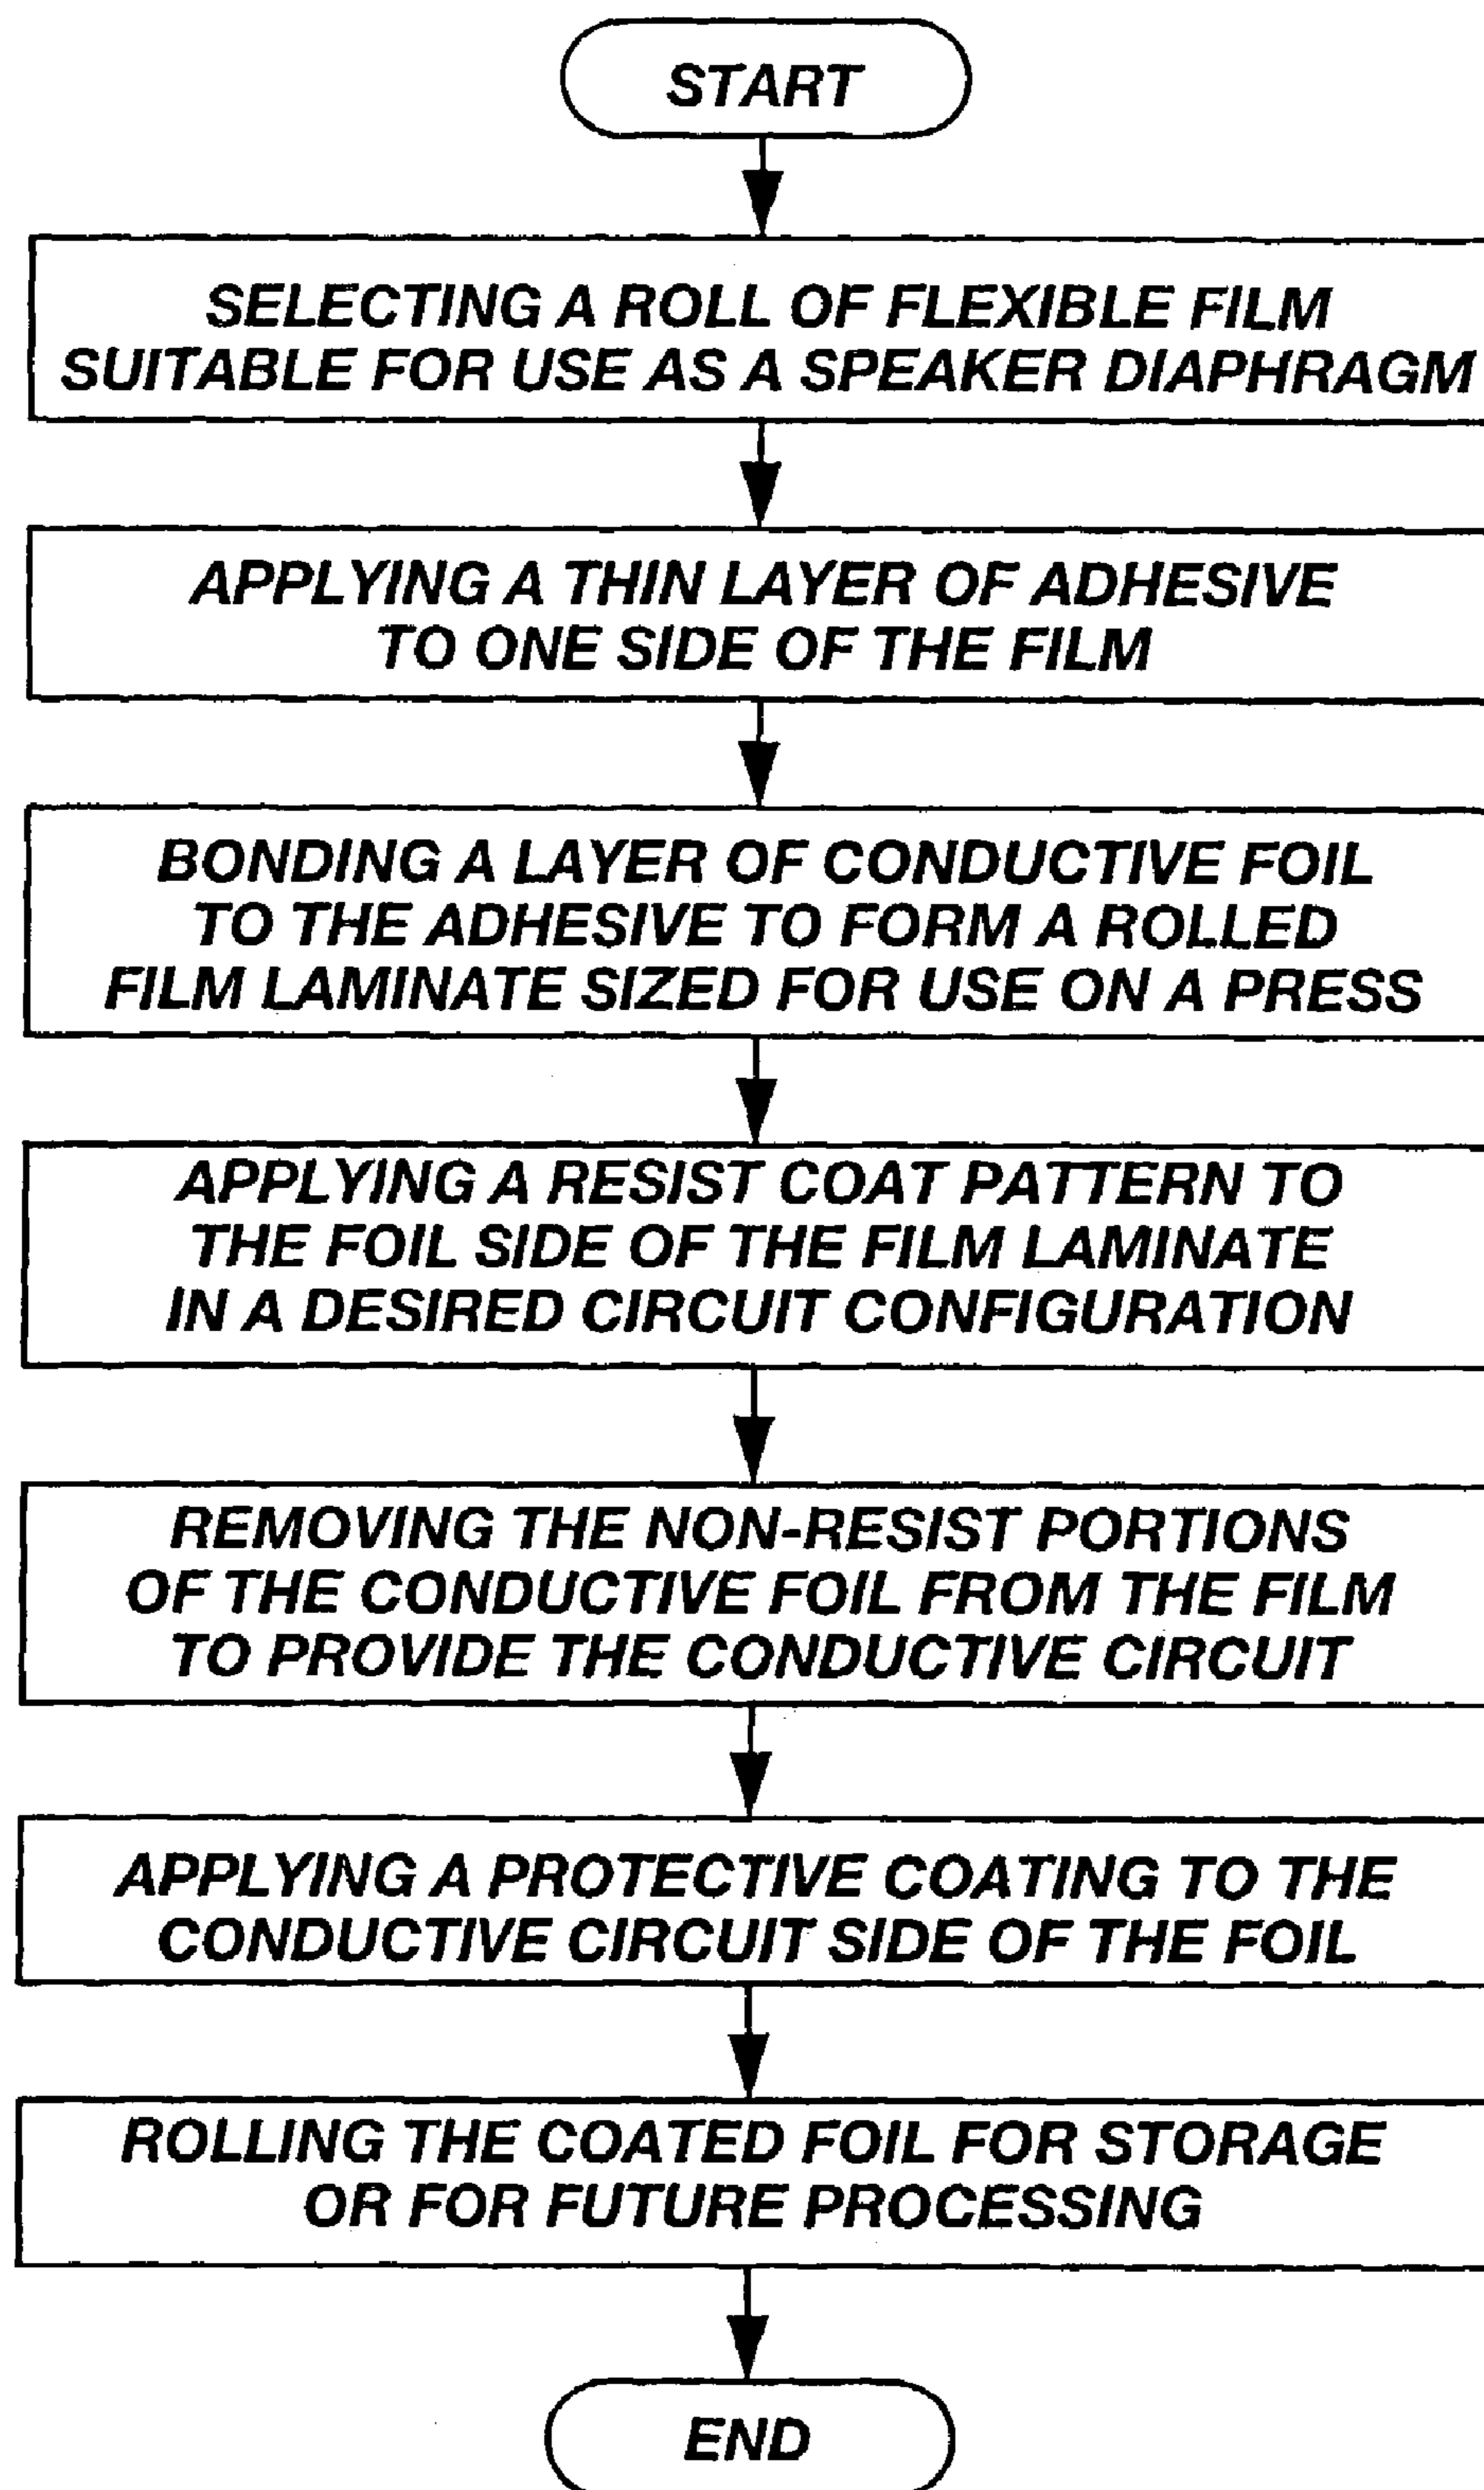 START
SELECTING A ROLL OF FLEXIBLE FILM
SUITABLE FOR USE AS A SPEAKER DIAPHRAGM
APPLYING A THIN LAYER OF ADHESIVE
TO ONE SIDE OF THE FILM
BONDING A LAYER OF CONDUCTIVE FOIL
TO THE ADHESIVE TO FORM A ROLLED
FILM LAMINATE SIZED FOR USE ON A PRESS
APPLYING A RESIST COAT PATTERN TO
THE FOIL SIDE OF THE FILM LAMINATE
IN A DESIRED CIRCUIT CONFIGURATION
REMOVING THE NON-RESIST PORTIONS
OF THE CONDUCTIVE FOIL FROM THE FILM
TO PROVIDE THE CONDUCTIVE CIRCUIT
APPLYING A PROTECTIVE COATING TO THE
CONDUCTIVE CIRCUIT SIDE OF THE FOIL
ROLLING THE COATED FOIL FOR STORAGE
OR FOR FUTURE PROCESSING
END